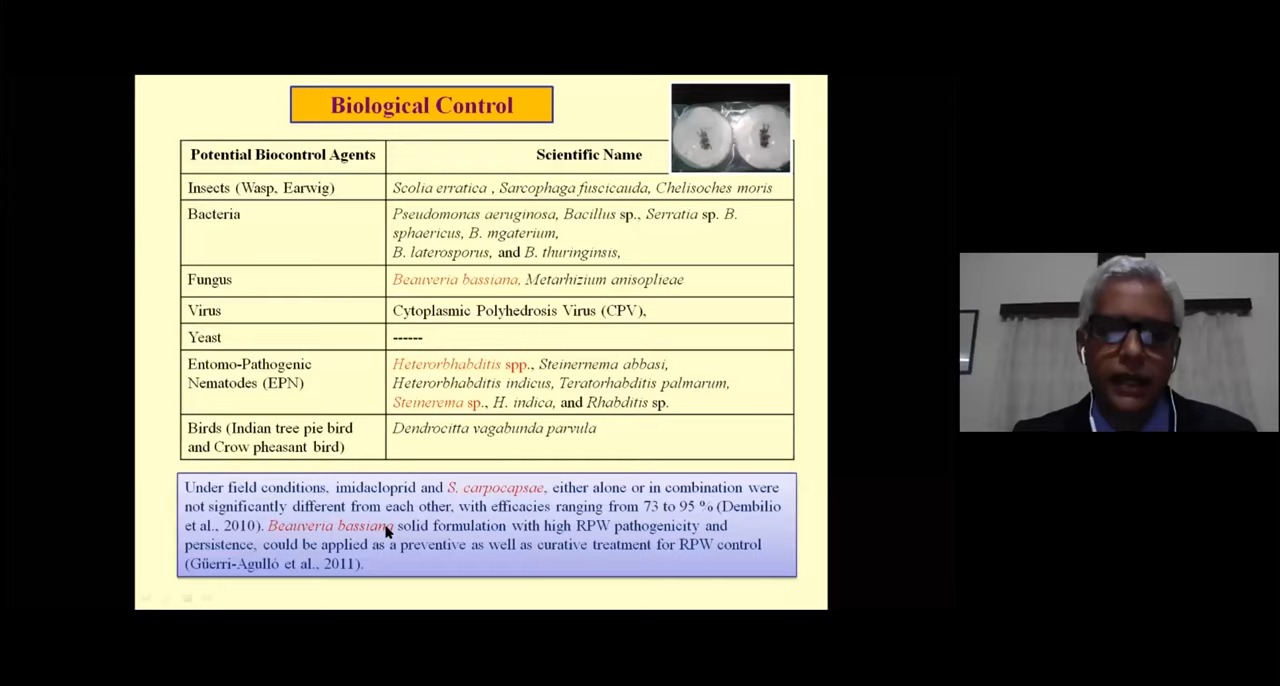 Biological Control
Potential Biocontrol Agents Scientific Name
Insects (Wasp, Earwig) Scolia erratica , Sarcophaga fuscicauda, Chelisoches moris
Bacteria Pseudomonas aeruginosa, Bacillus sp., Serratia sp. B.
sphaericus, B. mgaterium,
B. laterosporus, and B. thuringinsis,
Fungus Beauveria bassiana, Metarhizium anisoplieae
Virus Cytoplasmic Polyhedrosis Virus (CPV),
Yeast ------
Entomo-Pathogenic Heterorbhabditis spp., Steinernema abbasi,
Nematodes (EPN) Heterorbhabditis indicus, Teratorhabditis palmarum,
Steinerema sp., H. indica, and Rhabditis sp.
Birds (Indian tree pie bird Dendrocitta vagabunda parvula
and Crow pheasant bird)
Under field conditions, imidacloprid and S. carpocapsae, either alone or in combination were
not significantly different from each other, with efficacies ranging from 73 to 95 % (Dembilio
et al., 2010). Beauveria bassiana solid formulation with high RPW pathogenicity and
persistence, could be applied as a preventive as well as curative treatment for RPW control
(Güerri-Agulló et al., 2011).